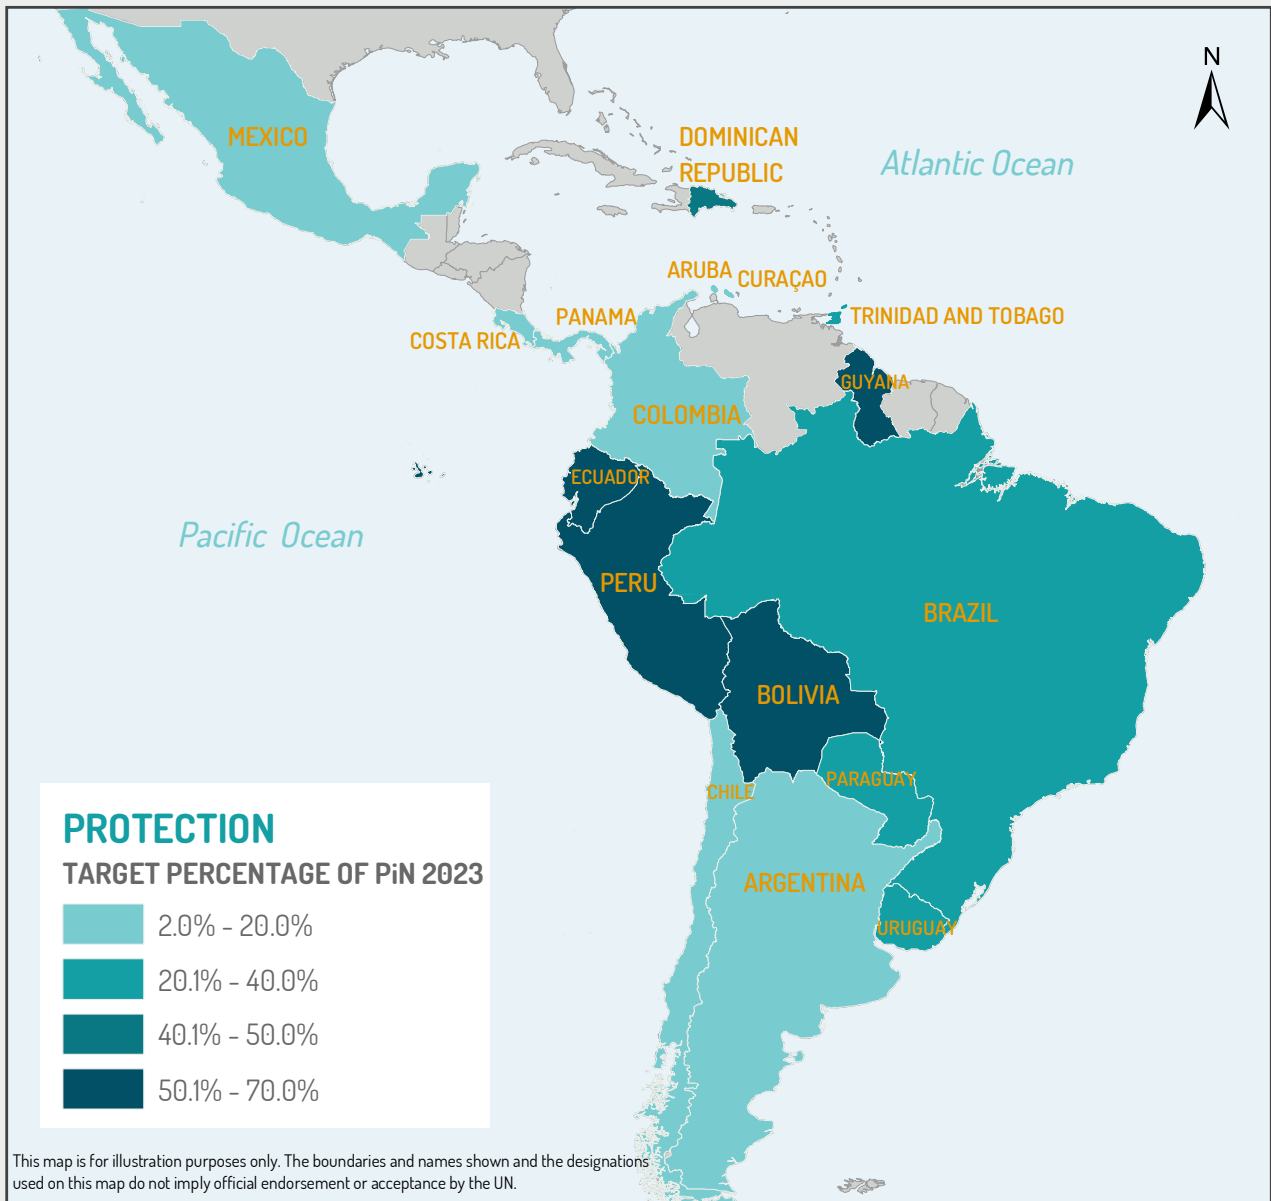 N
MEXICO
DOMINICAN
REPUBLIC
Atlantic Ocean
ARUBA
CURAÇAO
PANAMA
TRINIDAD AND TOBAGO
COSTA RICA
GUYANA
COLOMBIA
ECUADOR
Pacific Ocean
PERU
BRAZIL
BOLIVIA
PARAGUAY
CHILE
ARGENTINA
URUGUAY
PROTECTION
TARGET PERCENTAGE OF PiN 2023
2.0% - 20.0%
20.1% - 40.0%
40.1% - 50.0%
50.1% - 70.0%
This map is for illustration purposes only. The boundaries and names shown and the designations
used on this map do not imply official endorsement or acceptance by the UN.